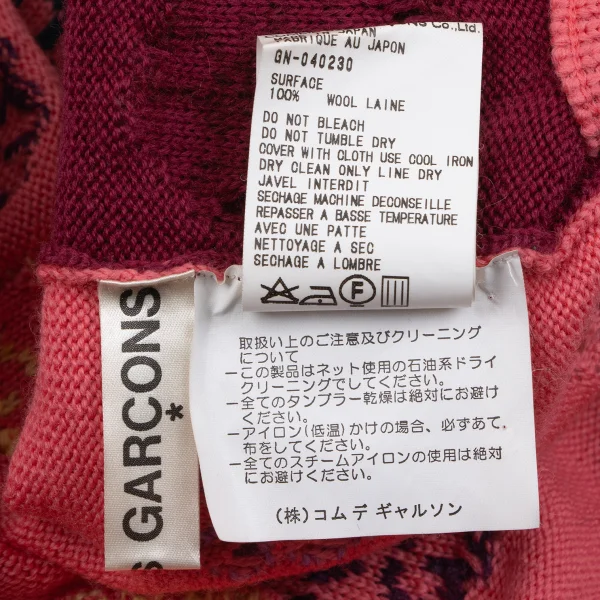 Co.,Ltd.
JAPAN
FABRIQUE AU JAPON
GN-040230
SURFACE
100% WOOL LAINE
DO NOT BLEACH
DO NOT TUMBLE DRY
COVER WITH CLOTH USE COOL IRON
DRY CLEAN ONLY LINE DRY
JAVEL INTERDIT
SECHAGE MACHINE DECONSEILLE
REPASSER A BASSE TEMPERATURE
AVEC UNE PATTE
NETTOYAGE A SEC
SECHAGE A LOMBRE
GARCONS
*
取扱い上のご注意及びクリーニング
について
−この製品はネット使用の石油系ドライ
クリーニングでしてください。
−全てのタンブラー乾燥は絶対にお避け
ください。
−アイロン(低温)かけの場合、必ずあて
布をしてください。
−全てのスチームアイロンの使用は絶対
にお避けください。
(株)コム デ ギャルソン